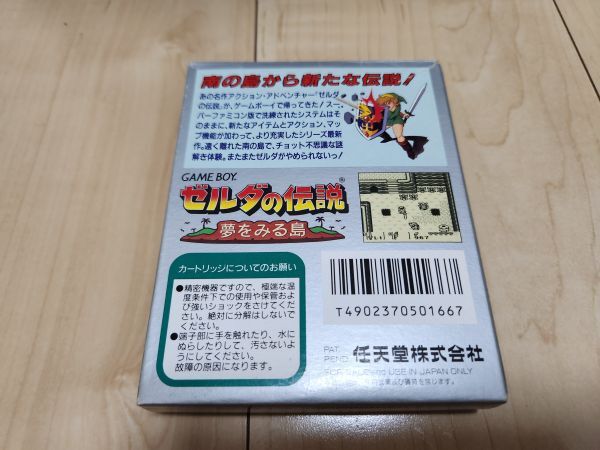 南の島から新たな伝説！
あの名作アクション・アドベンチャー"ゼルダ
の伝説"が、ゲームボーイで帰ってきた！スー
パーファミコン版で洗練されたシステムはそ
のままに、新たなアイテムとアクション、マッ
プ機能が加わって、より充実したシリーズ最新
作。遠く離れた南の島で、チョット不思議な謎
解き体験。またまたゼルダがやめられないっ！
GAME BOY
ゼルダの伝説®
夢をみる島
カートリッジについてのお願い
●精密機器ですので、極端な温
度条件下での使用や保管およ
び強いショックをさけてくださ
い。絶対に分解はしないで
ください。
●端子部に手を触れたり、水に
ぬらしたりして、汚さないよう
にしてください。
故障の原因になります。
T4902370501667
PAT.
PEND.
任天堂株式会社
FOR SALE and USE IN JAPAN ONLY